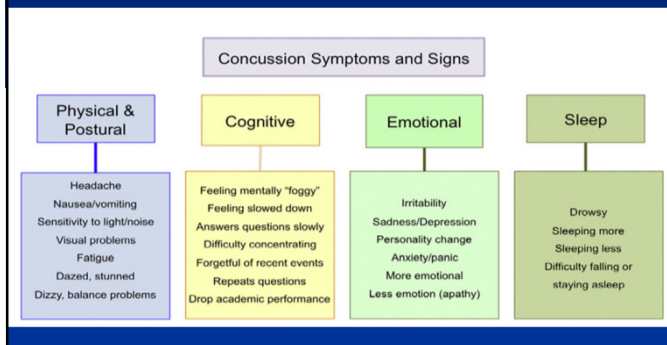 Concussion Symptoms and Signs
Physical &
Postural
Headache
Nausea/vomiting
Sensitivity to light/noise
Visual problems
Fatigue
Dazed, stunned
Dizzy, balance problems
Cognitive
Feeling mentally “foggy”
Feeling slowed down
Answers questions slowly
Difficulty concentrating
Forgetful of recent events
Repeats questions
Drop academic performance
Emotional
Irritability
Sadness/Depression
Personality change
Anxiety/panic
More emotional
Less emotion (apathy)
Sleep
Drowsy
Sleeping more
Sleeping less
Difficulty falling or
staying asleep